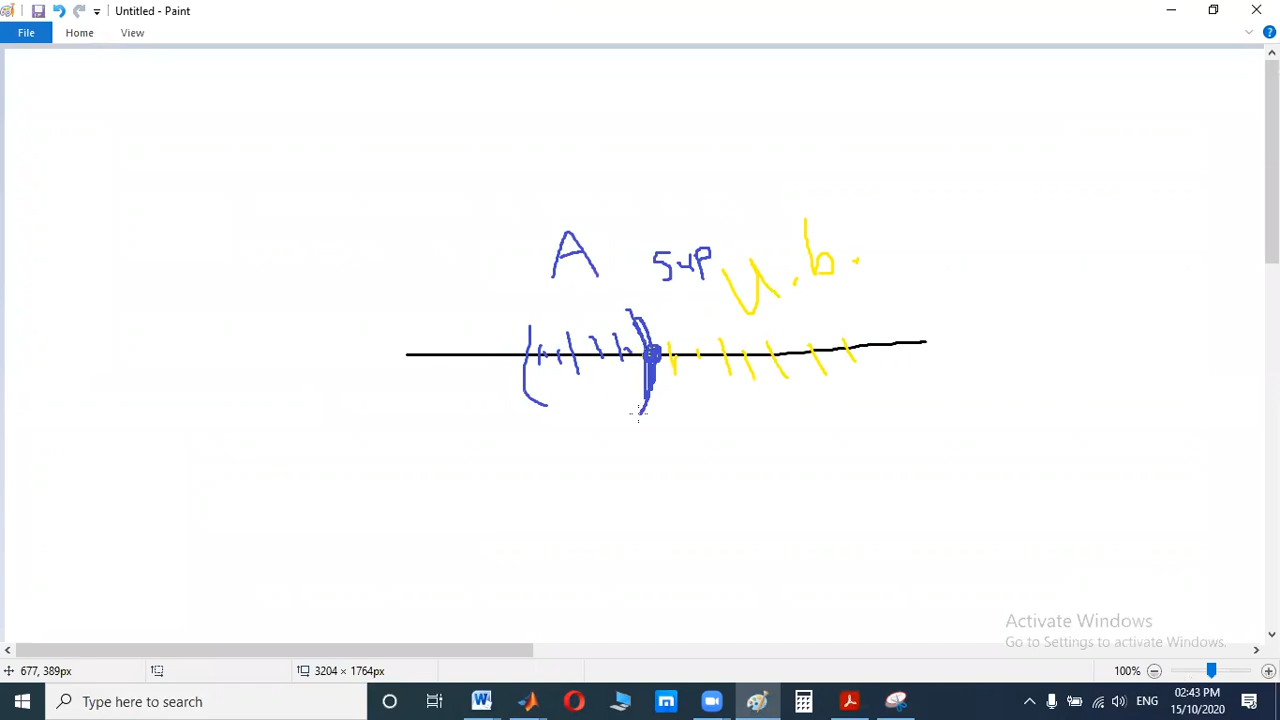 Untitled - Paint
File Home View
A sup u.b.
Activate Windows
Go to Settings to activate Windows.
677, 389px 3204 × 1764px 100%
Type here to search ENG 02:43 PM
15/10/2020